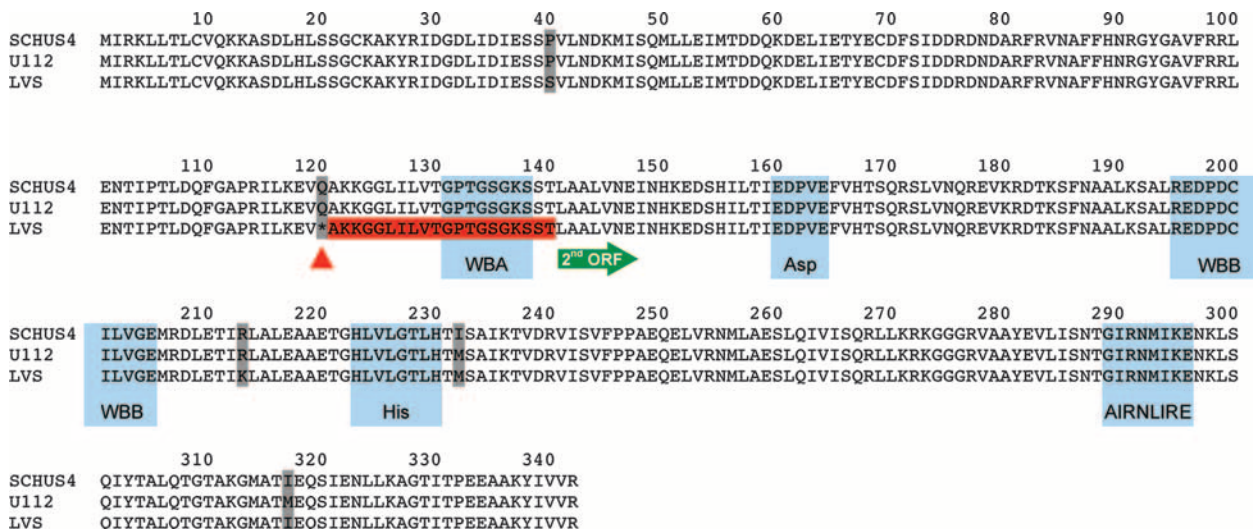 10 20 30 40 50 60 70 80 90 100
SCHUS4 MIRKLLTLCVQKKASDLHLSSGCKAKYRIDGDLIDIESSPVLNDKMISQMLLEIMTDDQKDELIETYECDFSIDDRDNDARFRVNAFFHNRGYGAVFRRL
U112 MIRKLLTLCVQKKASDLHLSSGCKAKYRIDGDLIDIESSPVLNDKMISQMLLEIMTDDQKDELIETYECDFSIDDRDNDARFRVNAFFHNRGYGAVFRRL
LVS MIRKLLTLCVQKKASDLHLSSGCKAKYRIDGDLIDIESSSVLNDKMISQMLLEIMTDDQKDELIETYECDFSIDDRDNDARFRVNAFFHNRGYGAVFRRL
110 120 130 140 150 160 170 180 190 200
SCHUS4 ENTIPTLDQFGAPRILKEVQAKKGGLILVTGPTGSGKSSTLAALVNEINHKEDSHILTIEDPVEFVHTSQRSLVNQREVKRDTKSFNAALKSALREDPDC
U112 ENTIPTLDQFGAPRILKEVQAKKGGLILVTGPTGSGKSSTLAALVNEINHKEDSHILTIEDPVEFVHTSQRSLVNQREVKRDTKSFNAALKSALREDPDC
LVS ENTIPTLDQFGAPRILKEV*AKKGGLILVTGPTGSGKSSTLAALVNEINHKEDSHILTIEDPVEFVHTSQRSLVNQREVKRDTKSFNAALKSALREDPDC
WBA 2nd ORF Asp WBB
210 220 230 240 250 260 270 280 290 300
SCHUS4 ILVGEMRDLETIRLALEAAETGHLVLGTLHTISAIKTVDRVISVFPPAEQELVRNMLAESLQIVISQRLLKRKGGGRVAAYEVLISNTGIRNMIKENKLS
U112 ILVGEMRDLETIRLALEAAETGHLVLGTLHTMSAIKTVDRVISVFPPAEQELVRNMLAESLQIVISQRLLKRKGGGRVAAYEVLISNTGIRNMIKENKLS
LVS ILVGEMRDLETIKLALEAAETGHLVLGTLHTMSAIKTVDRVISVFPPAEQELVRNMLAESLQIVISQRLLKRKGGGRVAAYEVLISNTGIRNMIKENKLS
WBB His AIRNLIRE
310 320 330 340
SCHUS4 QIYTALQTGTAKGMATIEQSIENLLKAGTITPEEAAKYIVVR
U112 QIYTALQTGTAKGMATMEQSIENLLKAGTITPEEAAKYIVVR
LVS QIYTALQTGTAKGMATIEQSIENLLKAGTITPEEAAKYIVVR